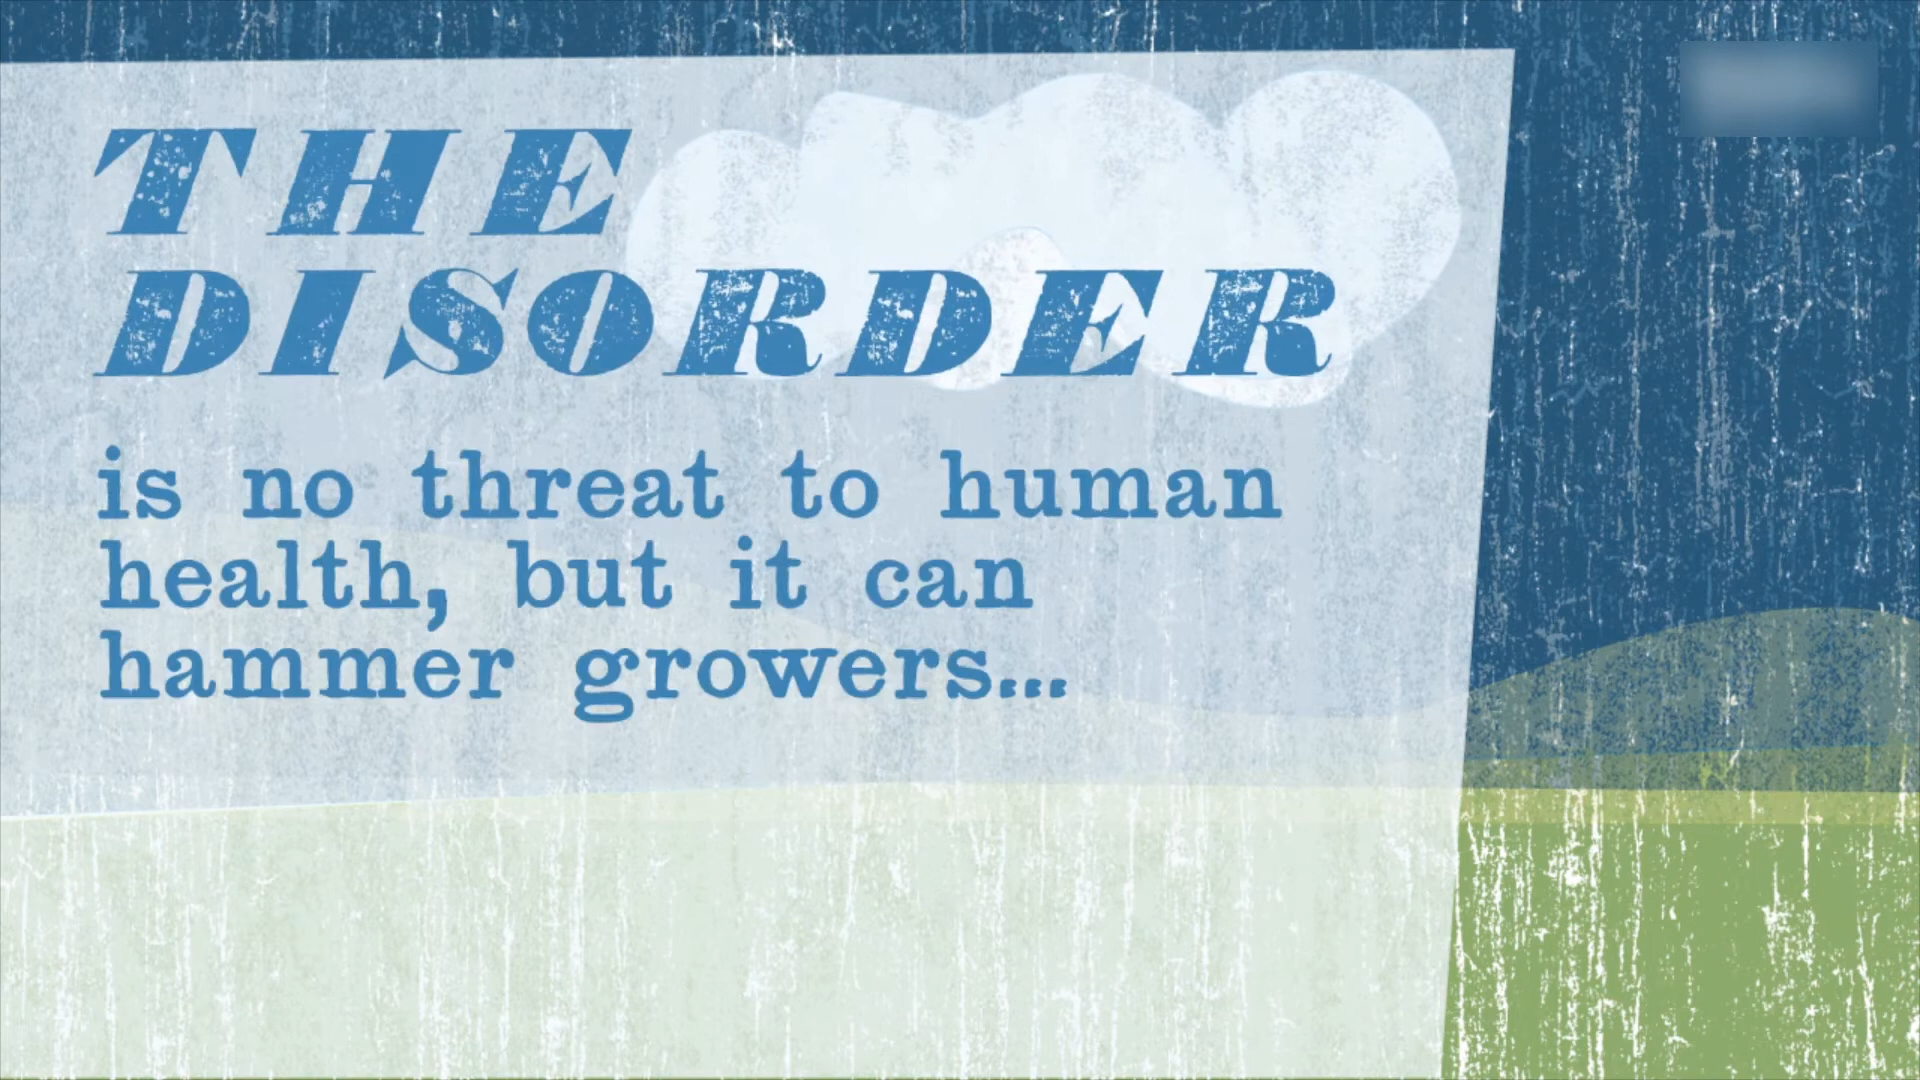 THE
DISORDER
is no threat to human
health, but it can
hammer growers...